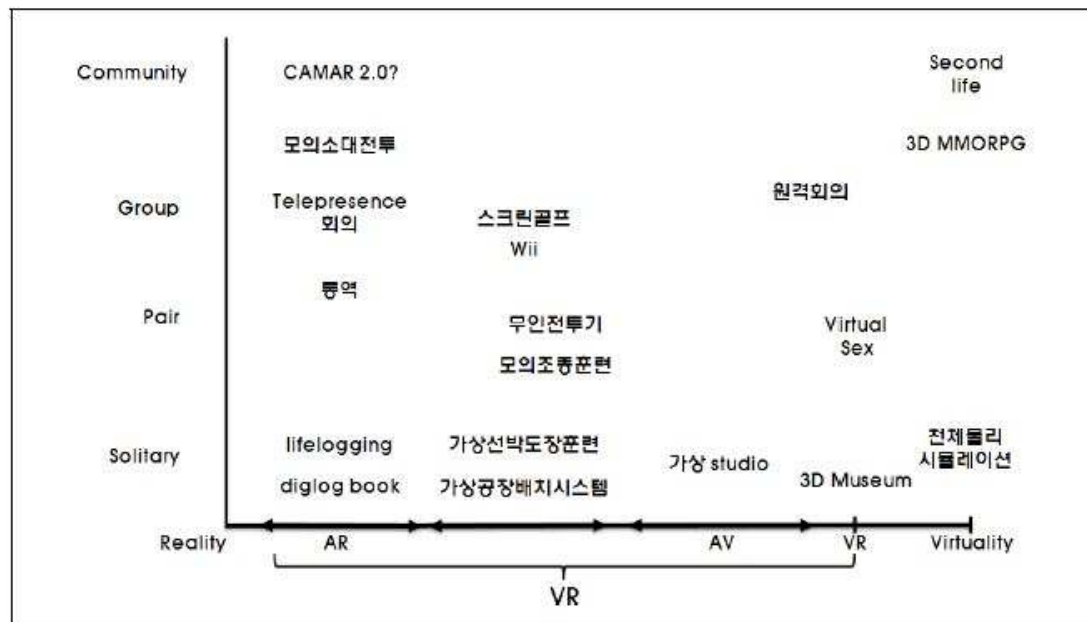 Community
CAMAR 2.0?
Second
life
모의소대전투
3D MMORPG
Group
Telepresence
회의
스크린골프
Wii
원격회의
통역
Pair
무인전투기
모의조종훈련
Virtual
Sex
Solitary
lifelogging
diglog book
가상선박도장훈련
가상공장배치시스템
가상 studio
3D Museum
전체물리
시뮬레이션
Reality
AR
AV
VR
Virtuality
VR